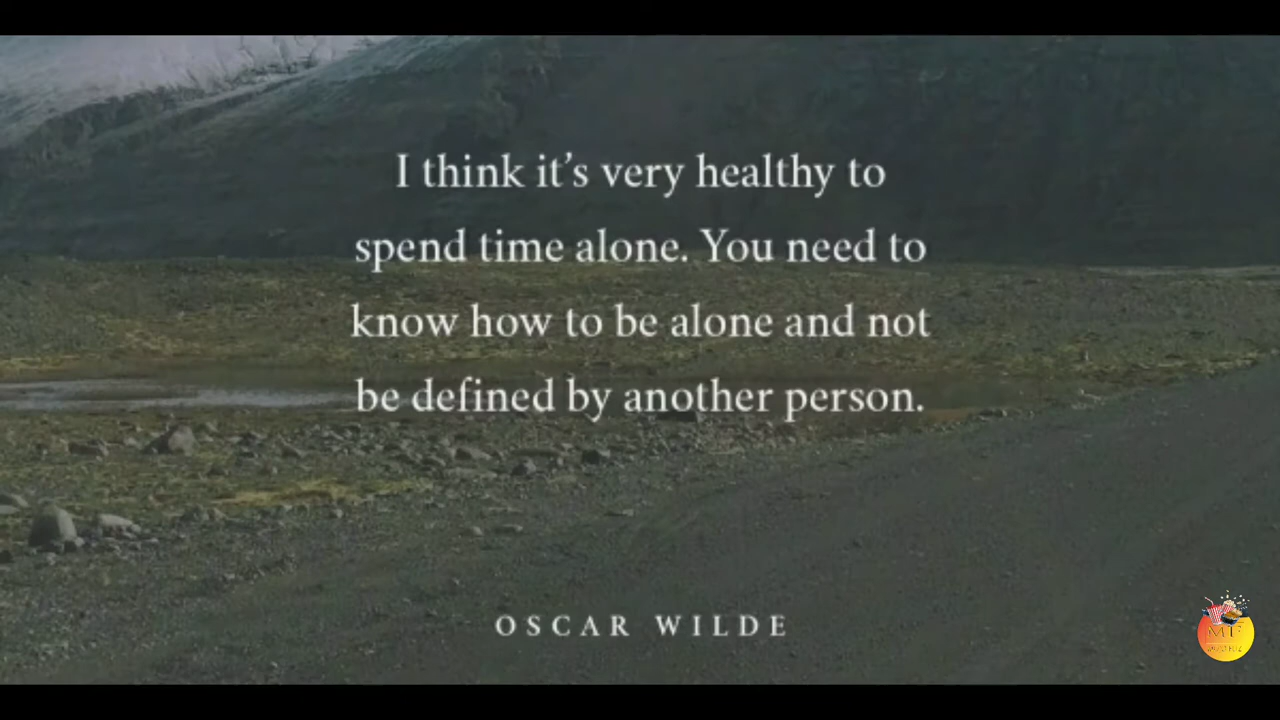 I think it’s very healthy to
spend time alone. You need to
know how to be alone and not
be defined by another person.
OSCAR WILDE
MF